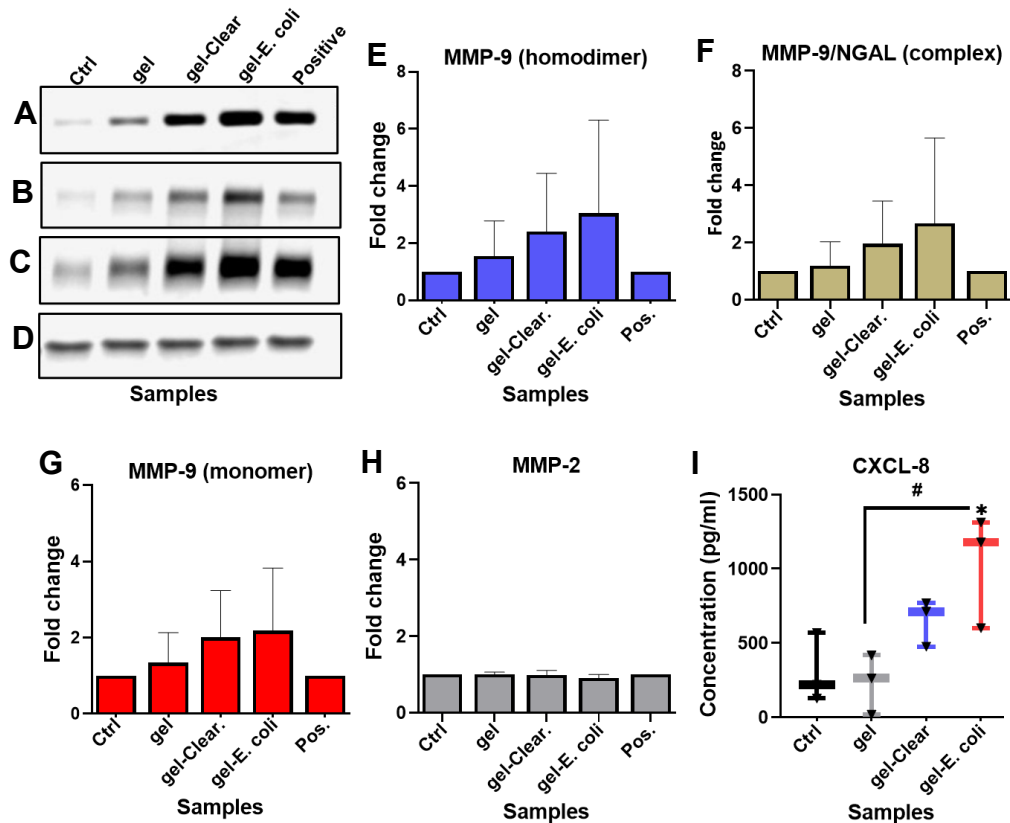 Ctrl
gel
gel-Clear
gel-E. coli
Positive
A
B
C
D
Samples
E
MMP-9 (homodimer)
Fold change
8
6
4
2
0
Ctrl
gel
gel-Clear.
gel-E. coli
Pos.
Samples
F
MMP-9/NGAL (complex)
Fold change
8
6
4
2
0
Ctrl
gel
gel-Clear.
gel-E. coli
Pos.
Samples
G
MMP-9 (monomer)
Fold change
6
4
2
0
Ctrl
gel
gel-Clear.
gel-E. coli
Pos.
Samples
H
MMP-2
Fold change
6
4
2
0
Ctrl
gel
gel-Clear.
gel-E. coli
Pos.
Samples
I
CXCL-8
Concentration (pg/ml)
1500
1000
500
0
#
*
Ctrl
gel
gel-Clear
gel-E. coli
Samples